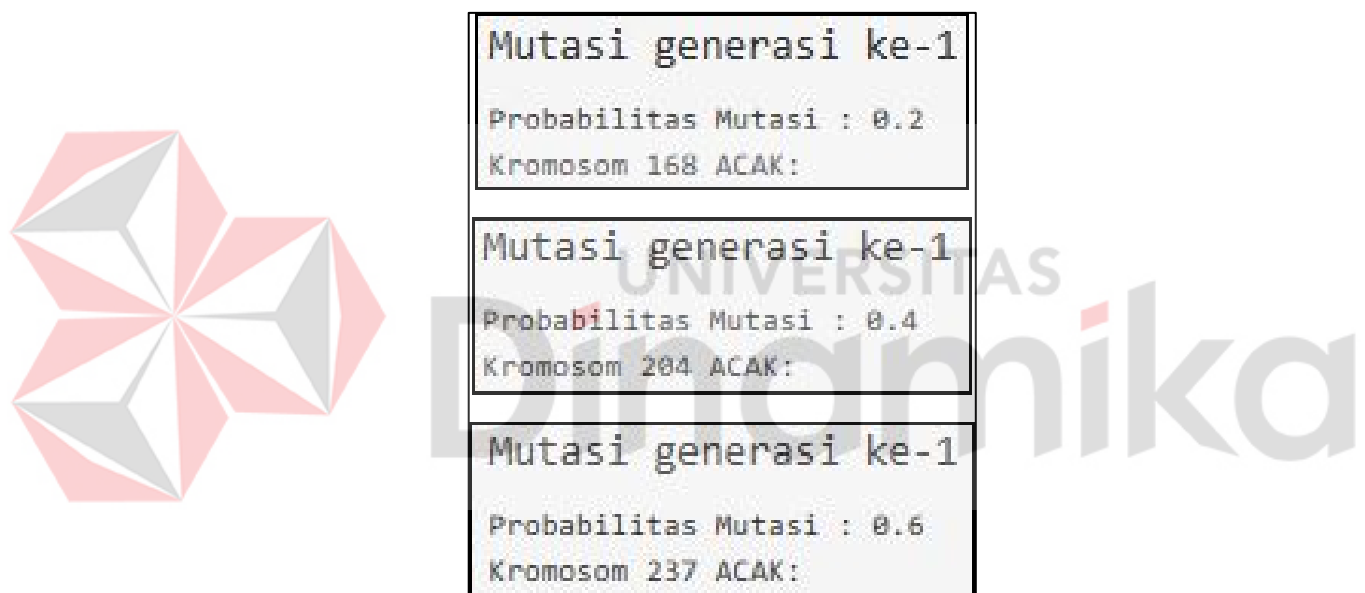 Mutasi generasi ke-1
Probabilitas Mutasi : 0.2
Kromosom 168 ACAK:
Mutasi generasi ke-1
Probabilitas Mutasi : 0.4
Kromosom 204 ACAK:
Mutasi generasi ke-1
Probabilitas Mutasi : 0.6
Kromosom 237 ACAK:
UNIVERSITAS
Dinamika